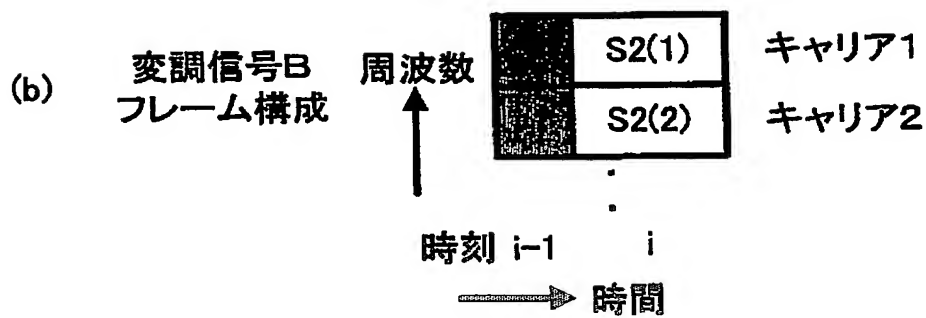 (b)
変調信号B
フレーム構成
周波数
S2(1)
キャリア1
S2(2)
キャリア2
時刻 i-1
i
時間